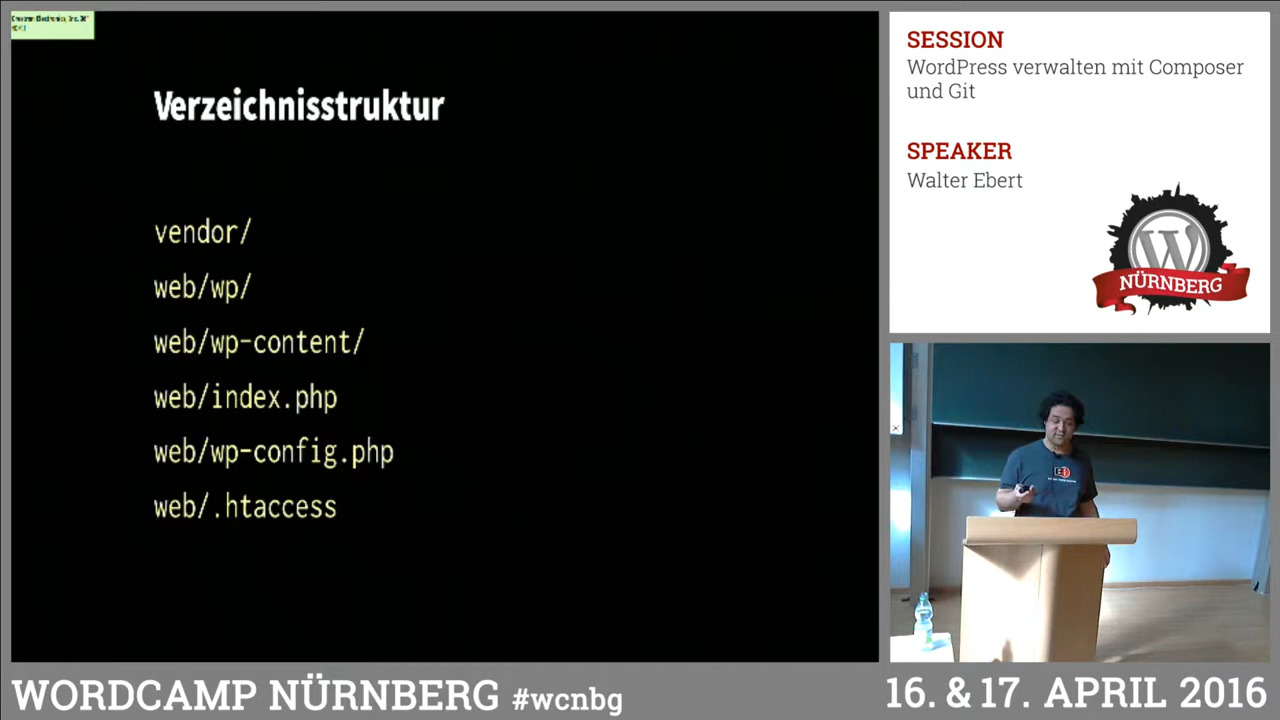 Verzeichnisstruktur
vendor/
web/wp/
web/wp-content/
web/index.php
web/wp-config.php
web/.htaccess
SESSION
WordPress verwalten mit Composer
und Git
SPEAKER
Walter Ebert
NÜRNBERG
WORDCAMP NÜRNBERG #wcnbg
16. & 17. APRIL 2016